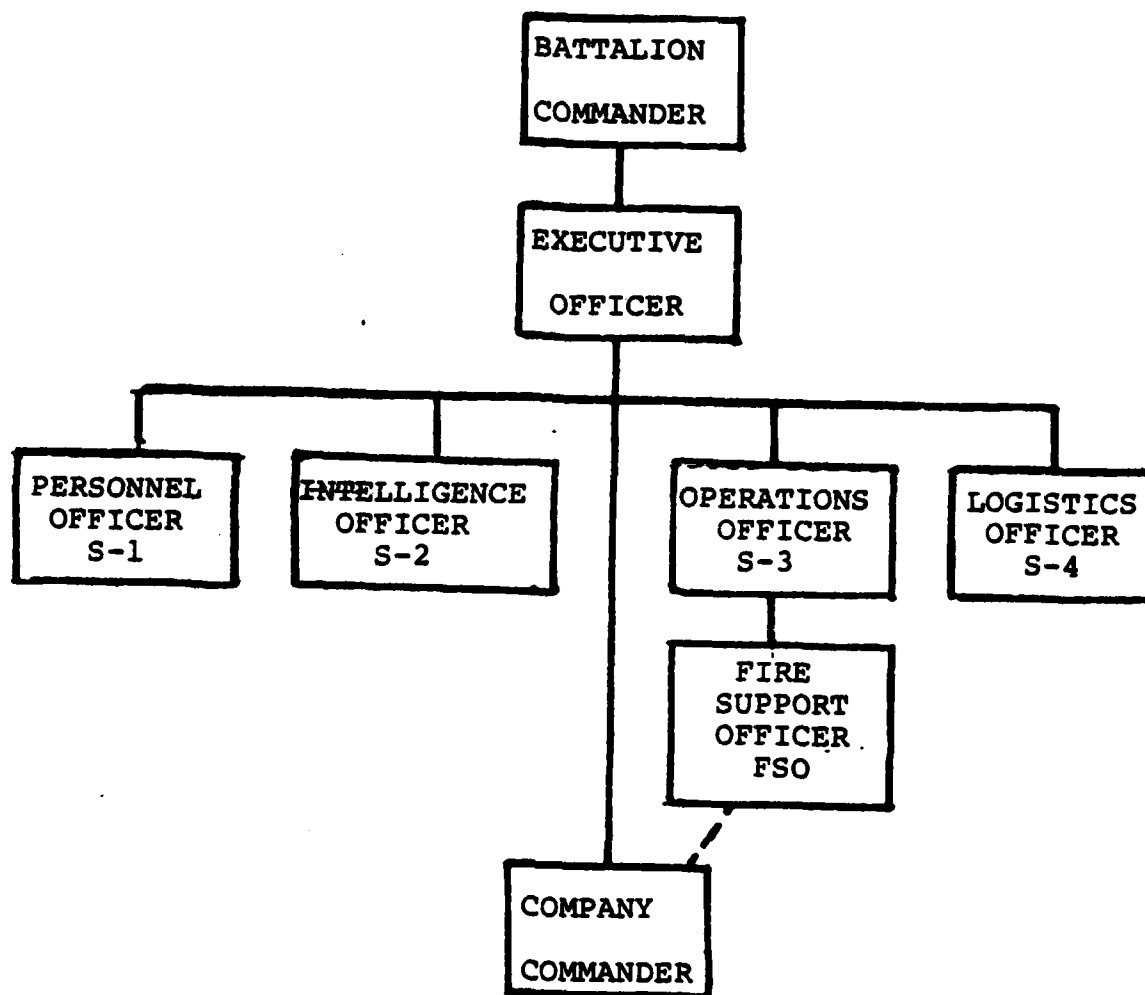 BATTALION
COMMANDER
EXECUTIVE
OFFICER
PERSONNEL
OFFICER
S-1
INTELLIGENCE
OFFICER
S-2
OPERATIONS
OFFICER
S-3
LOGISTICS
OFFICER
S-4
FIRE
SUPPORT
OFFICER
FSO
COMPANY
COMMANDER